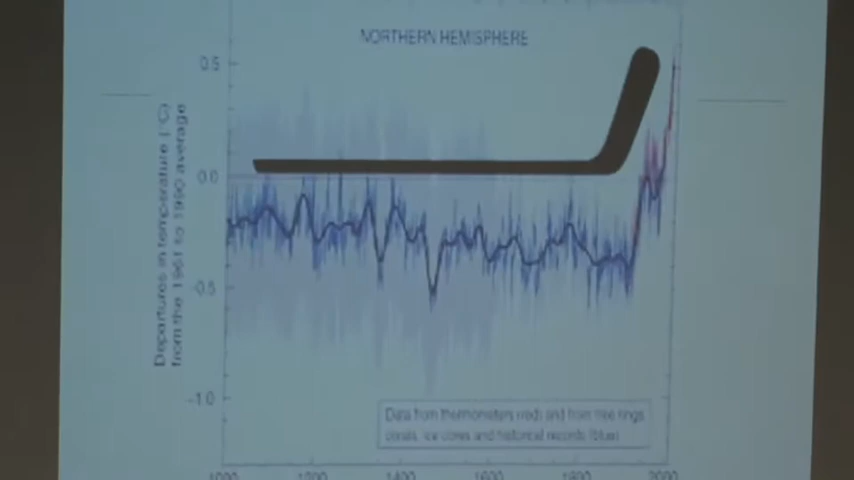 NORTHERN HEMISPHERE
0.5
0.0
-0.5
-1.0
Departures in temperature (°C)
from the 1961 to 1990 average
Data from thermometers (red) and from tree rings,
corals, ice cores and historical records (blue)
1000 1200 1400 1600 1800 2000